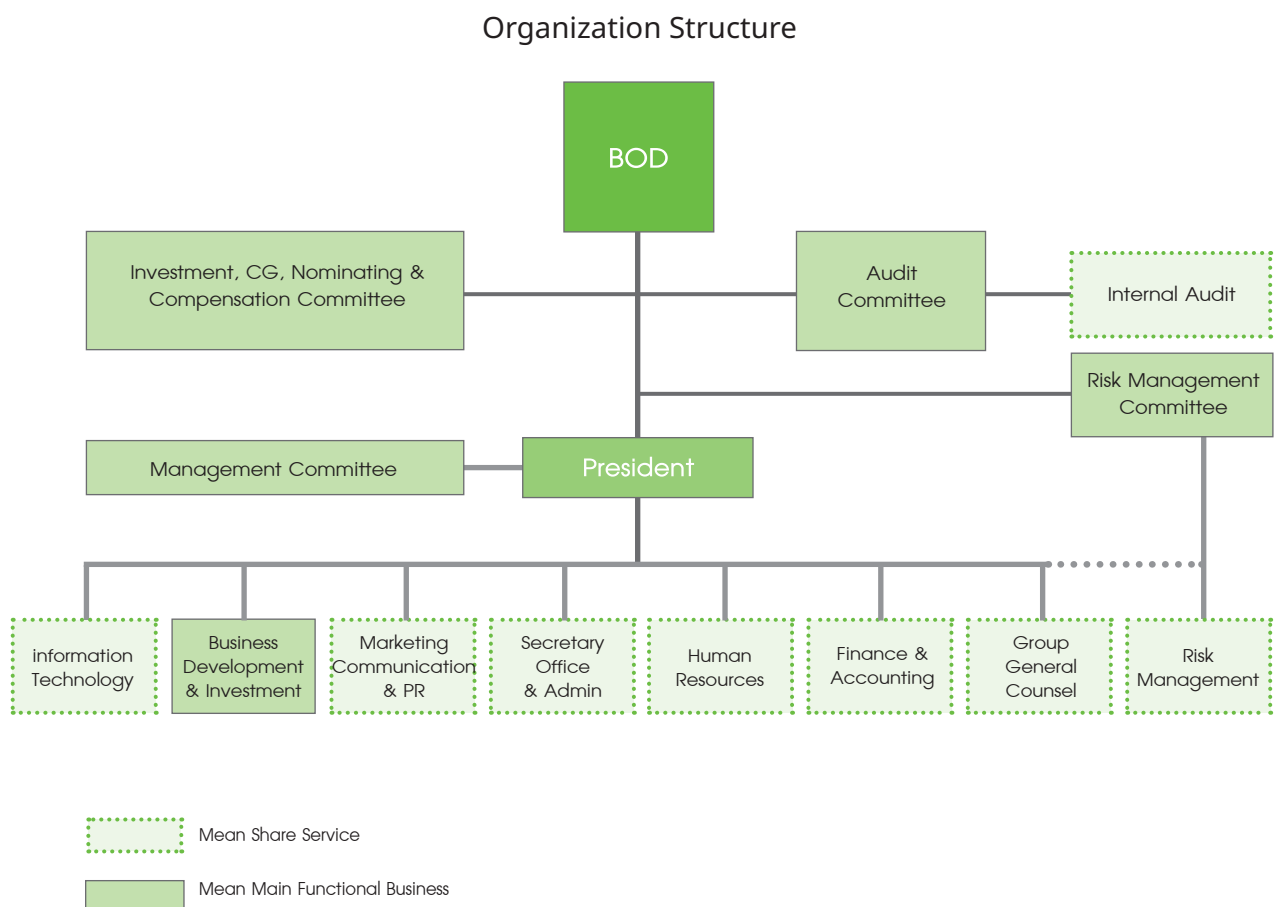 Organization Structure
BOD
Investment, CG, Nominating &
Compensation Committee
Audit
Committee
Internal Audit
Risk Management
Committee
Management Committee
President
information
Technology
Business
Development
& Investment
Marketing
Communication
& PR
Secretary
Office
& Admin
Human
Resources
Finance &
Accounting
Group
General
Counsel
Risk
Management
Mean Share Service
Mean Main Functional Business